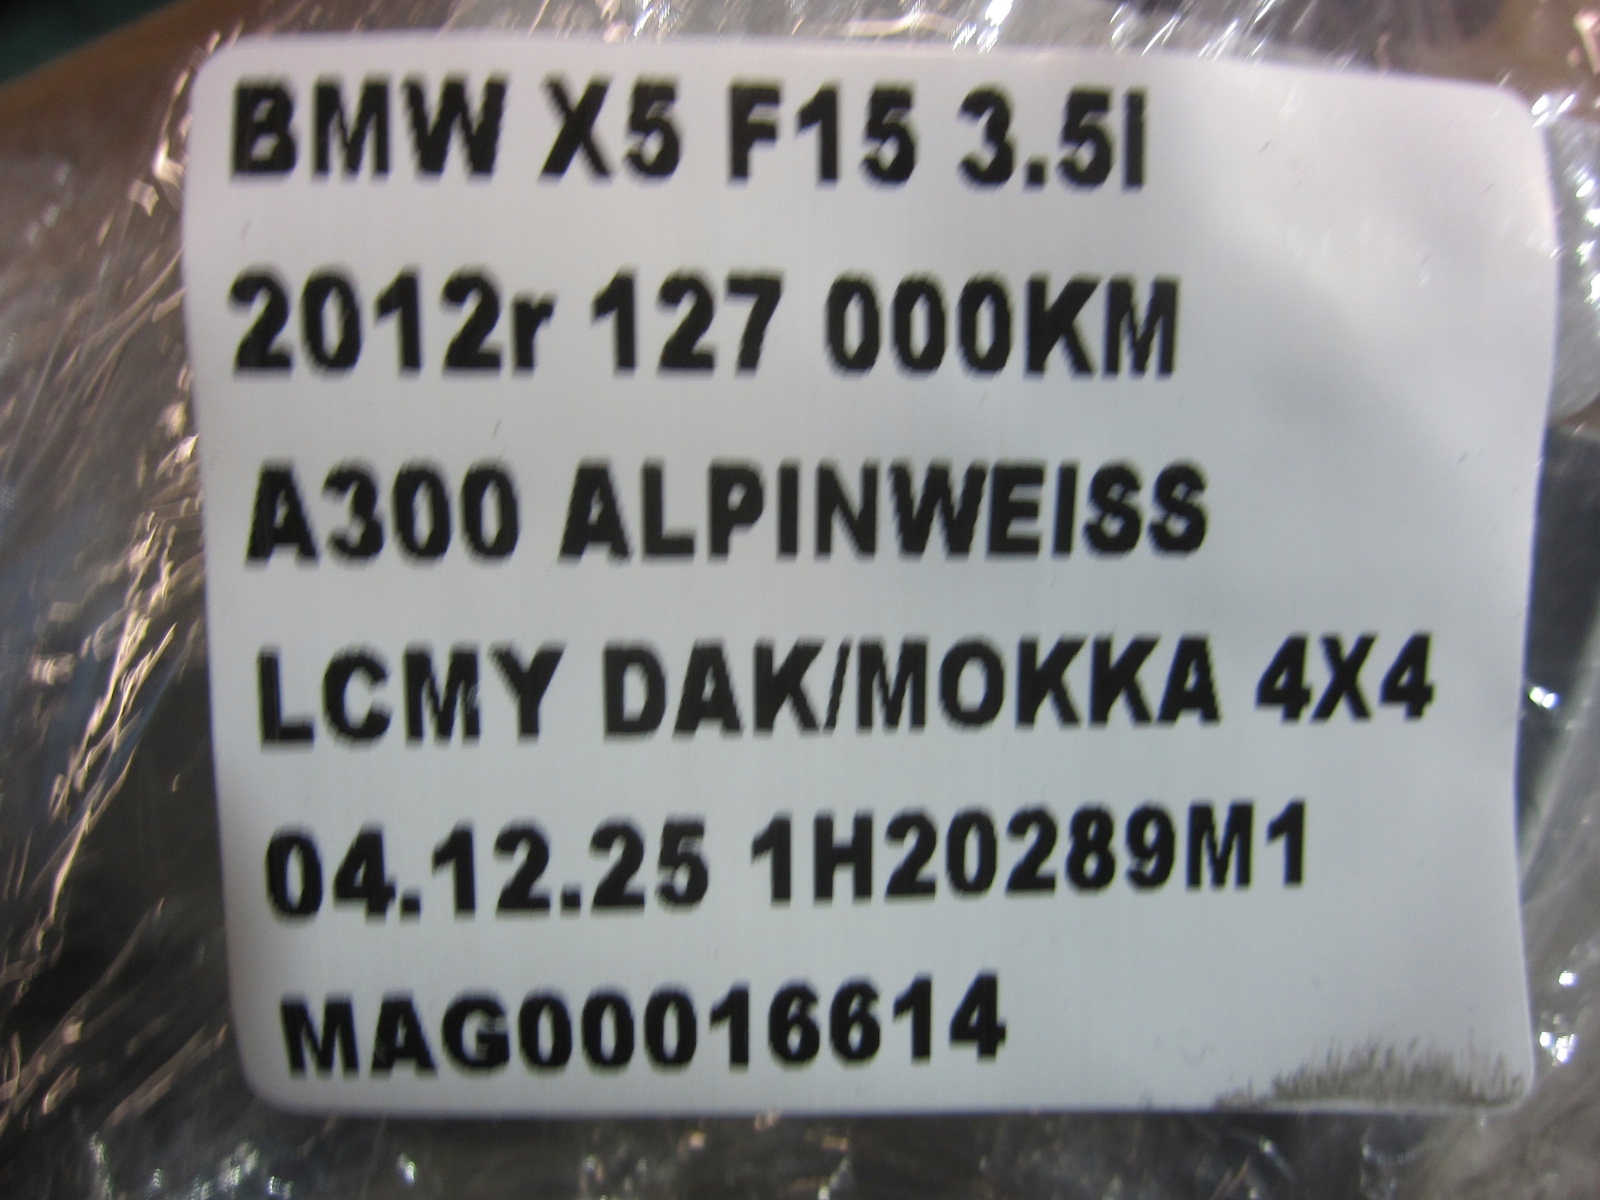 BMW X5 F15 3.5I
2012r 127 000KM
A300 ALPINWEISS
LCMY DAK/MOKKA 4X4
04.12.25 1H20289M1
MAG00016614